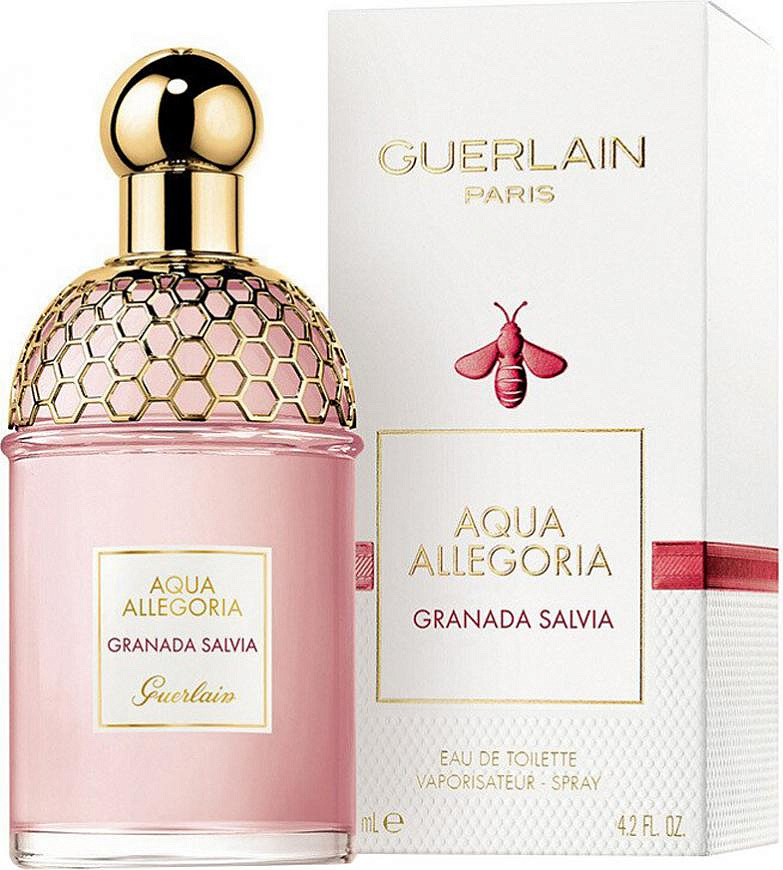 AQUA
ALLEGORIA
GRANADA SALVIA
Guerlain
GUERLAIN
PARIS
AQUA
ALLEGORIA
GRANADA SALVIA
EAU DE TOILETTE
VAPORISATEUR - SPRAY
mL e 4.2 FL. OZ.